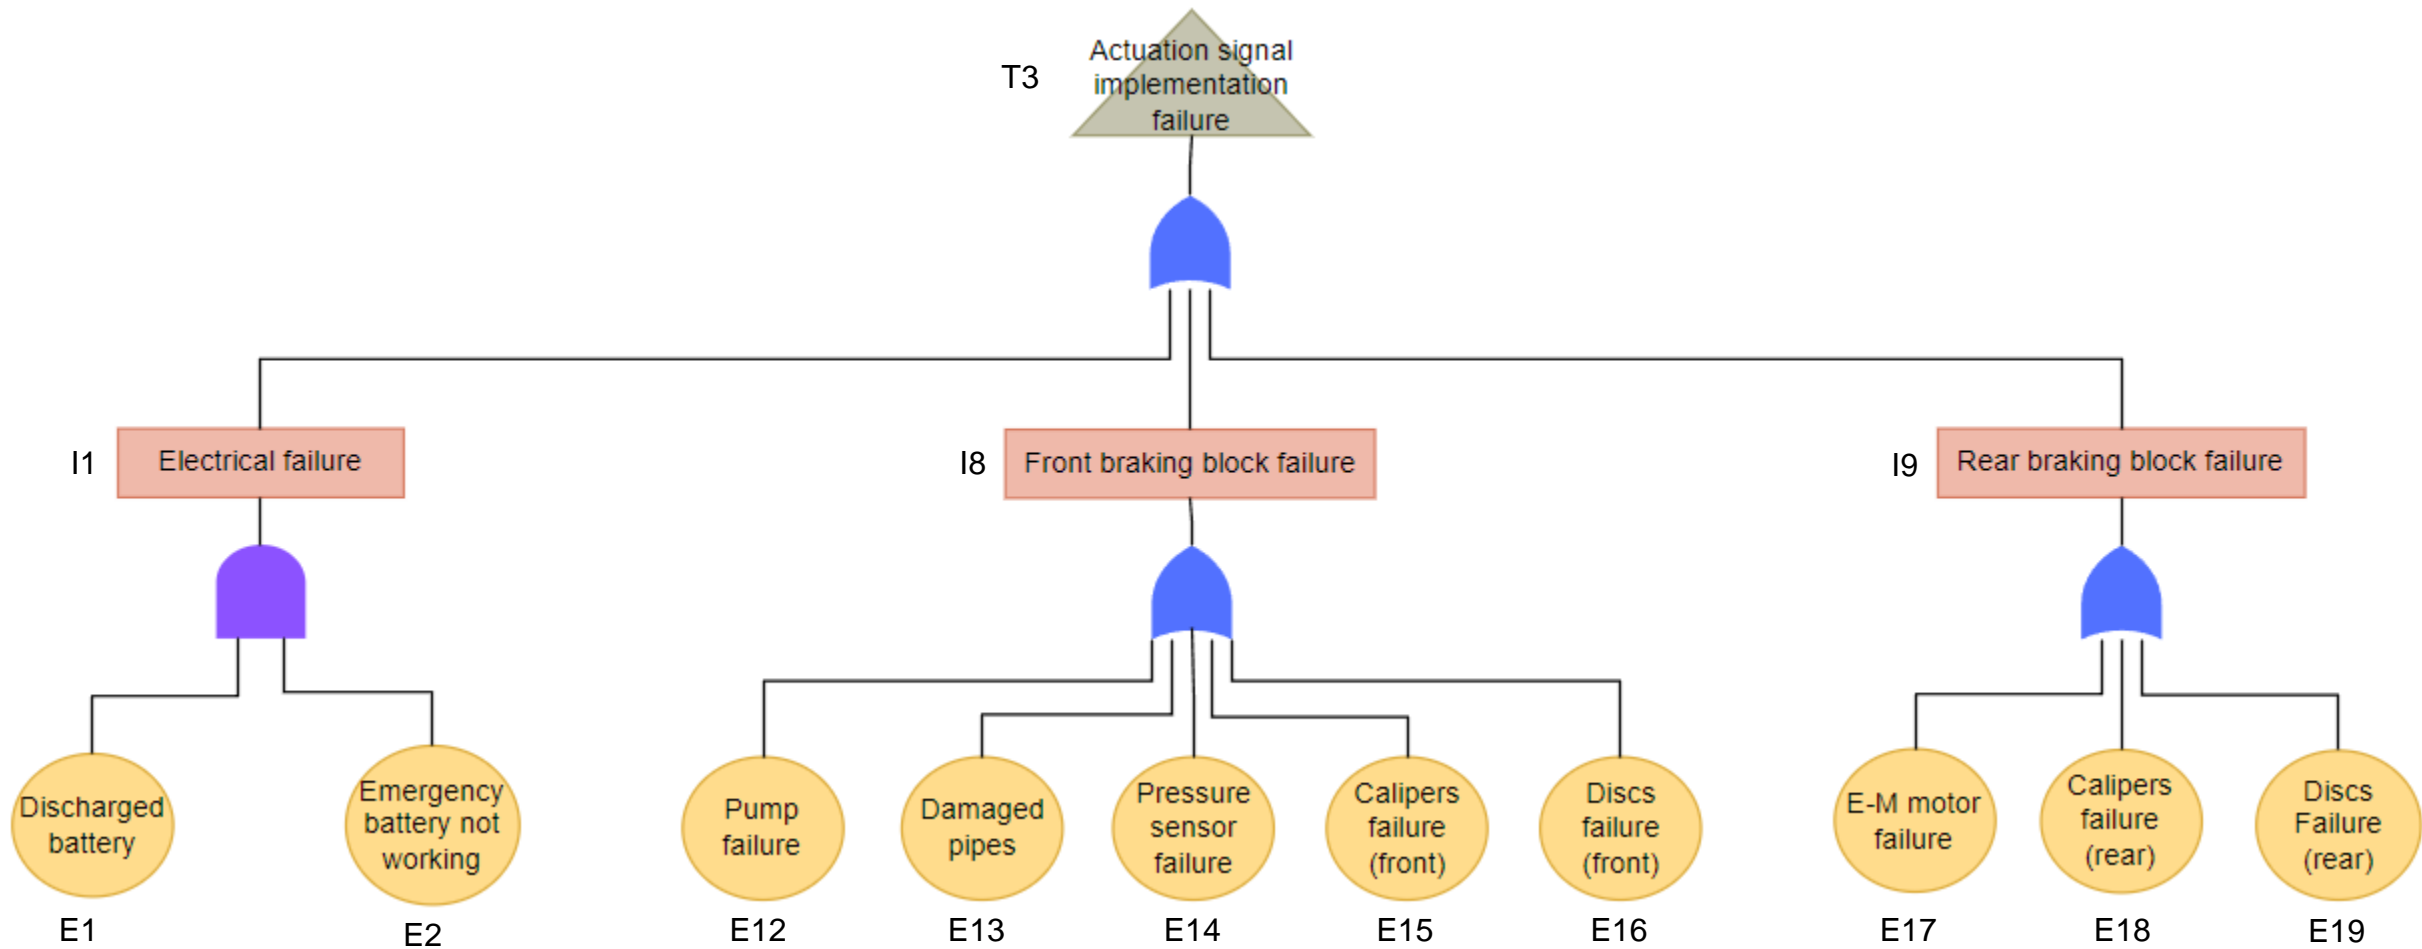 T3
Actuation signal
implementation
failure
I1
Electrical failure
I8
Front braking block failure
I9
Rear braking block failure
Discharged
battery
E1
Emergency
battery not
working
E2
Pump
failure
E12
Damaged
pipes
E13
Pressure
sensor
failure
E14
Calipers
failure
(front)
E15
Discs
failure
(front)
E16
E-M motor
failure
E17
Calipers
failure
(rear)
E18
Discs
Failure
(rear)
E19